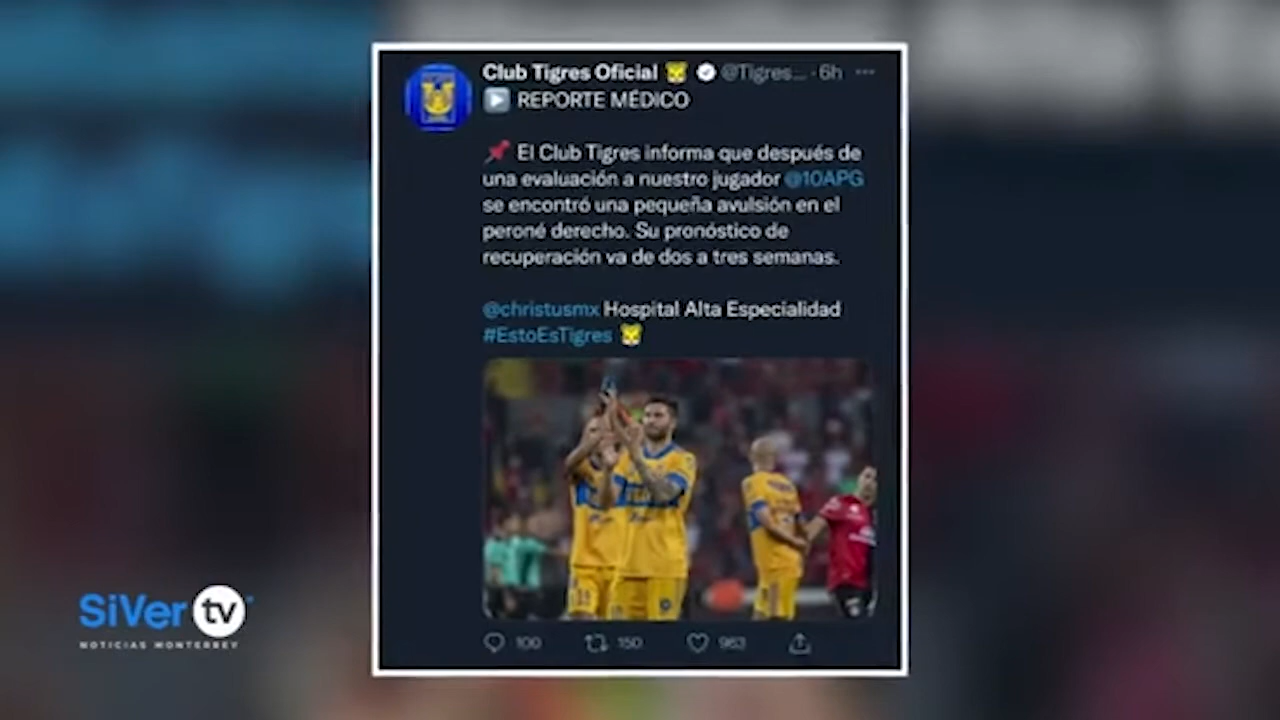 Club Tigres Oficial @Tigres... · 6h
REPORTE MÉDICO
El Club Tigres informa que después de
una evaluación a nuestro jugador @10APG
se encontró una pequeña avulsión en el
peroné derecho. Su pronóstico de
recuperación va de dos a tres semanas.
@christusmx Hospital Alta Especialidad
#EstoEsTigres
100 150 963
SiVer tv
NOTICIAS MONTERREY